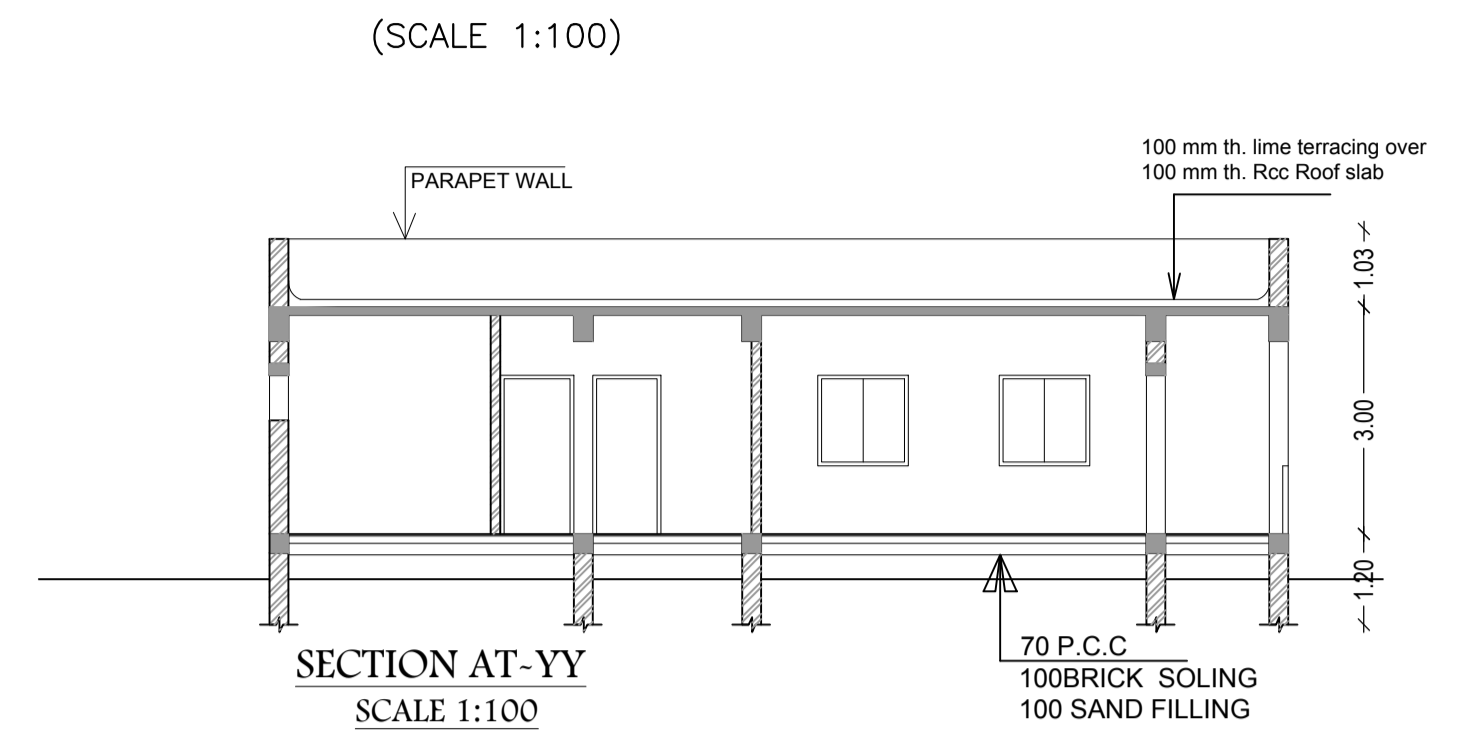 (SCALE 1:100)
100 mm th. lime terracing over
100 mm th. Rcc Roof slab
PARAPET WALL
1.03
3.00
1.20
70 P.C.C
100BRICK SOLING
100 SAND FILLING
SECTION AT~YY
SCALE 1:100